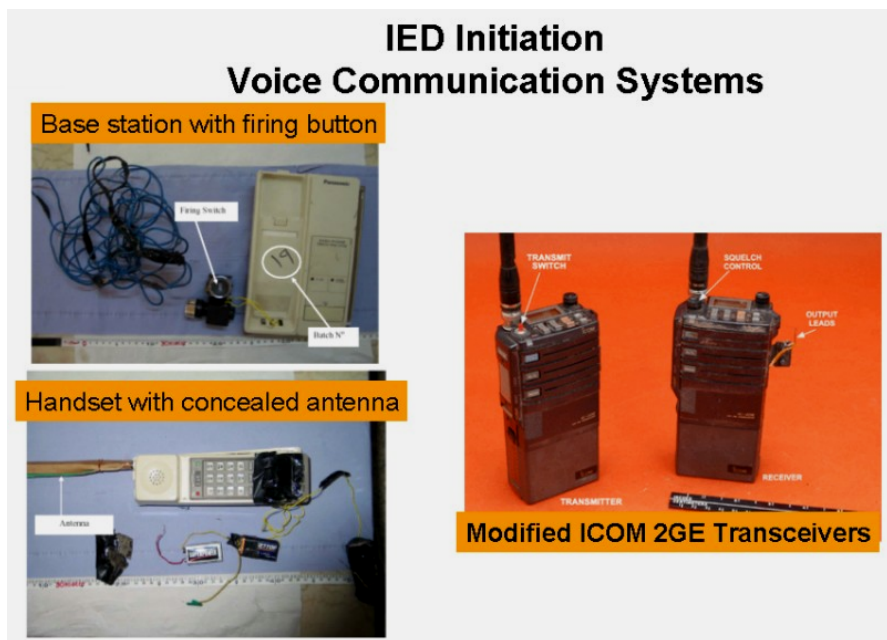 IED Initiation
Voice Communication Systems
Base station with firing button
Panasonic
Firing Switch
19
Batch N°
Handset with concealed antenna
Antenna
TRANSMIT
SWITCH
SQUELCH
CONTROL
OUTPUT
LEADS
RECEIVER
TRANSMITTER
Modified ICOM 2GE Transceivers